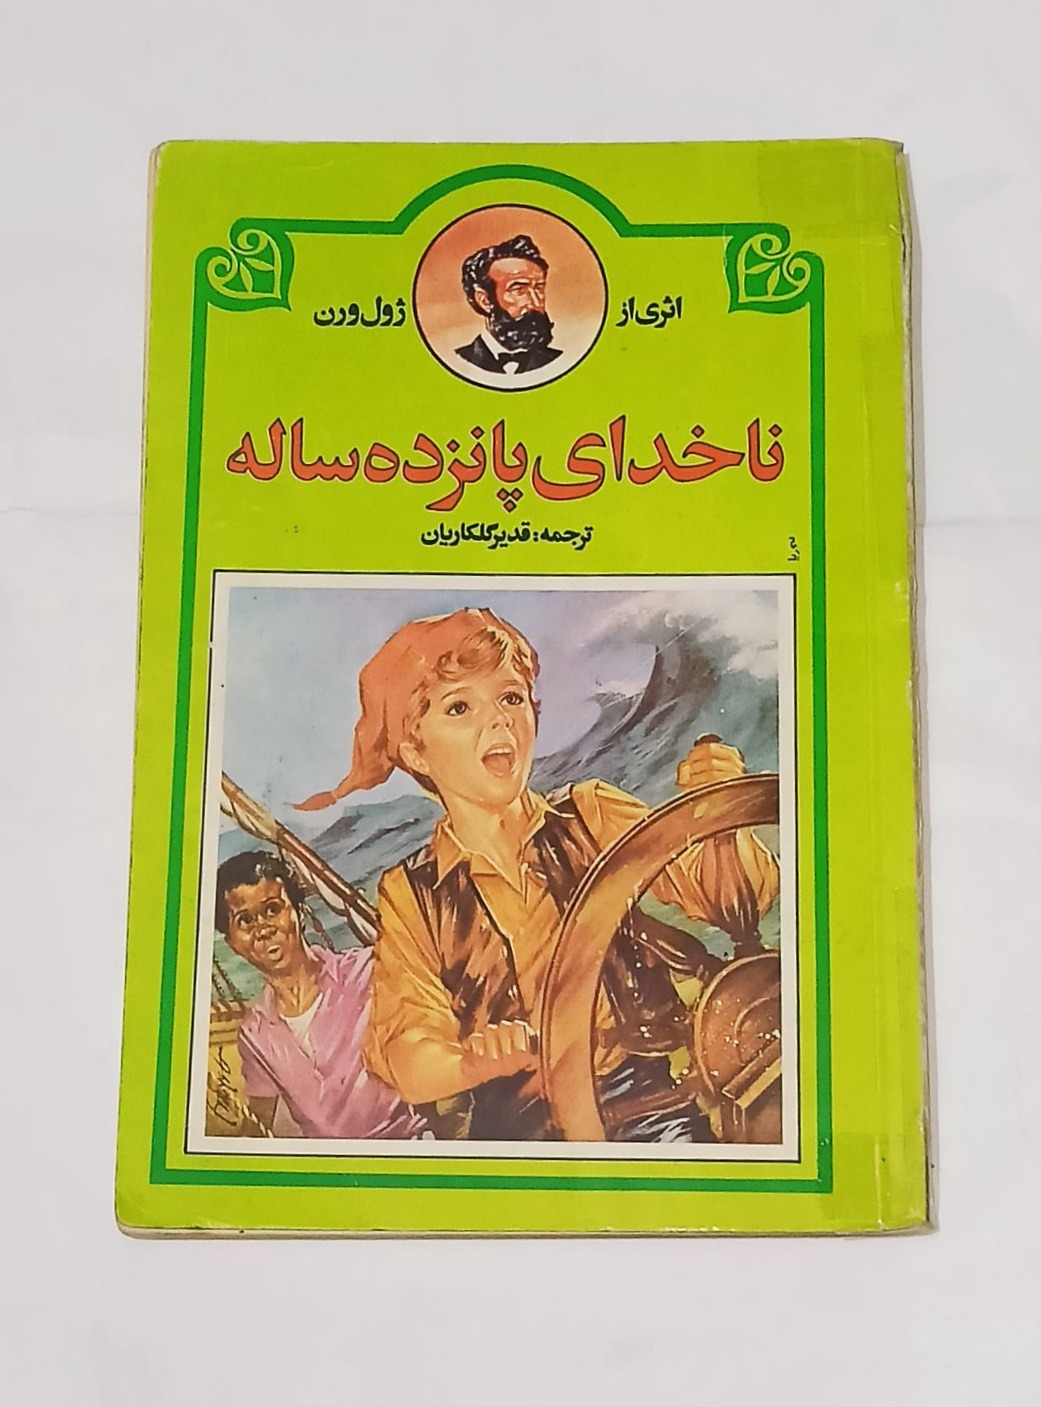 اثری از ژول ورن
ناخدای پانزده ساله
ترجمه: قدیر گلکاریان